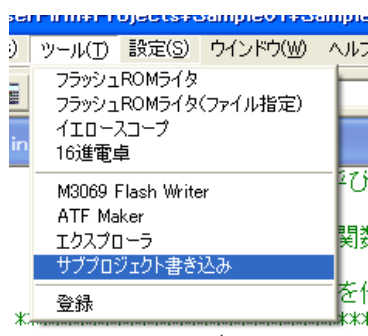 ツール(T) 設定(S) ウインドウ(W) ヘルプ
フラッシュROMライタ
フラッシュROMライタ(ファイル指定)
イエロースコープ
16進電卓
in
M3069 Flash Writer
ATF Maker
エクスプローラ
サブプロジェクト書き込み
登録